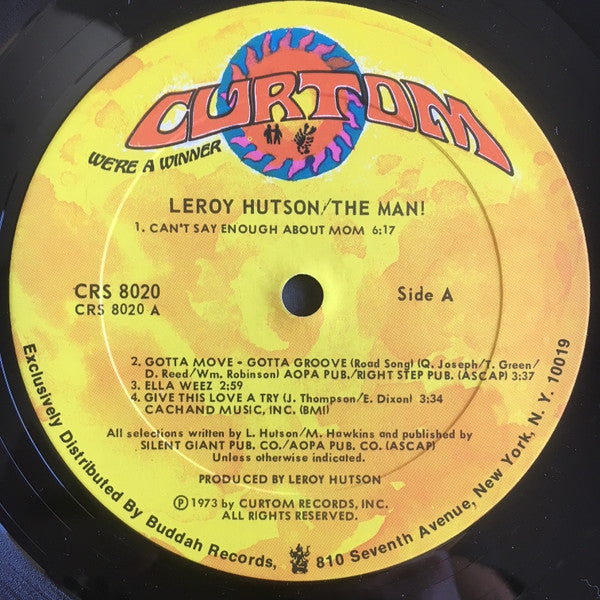 CURTOM
WE'RE A WINNER
LEROY HUTSON/THE MAN!
1. CAN'T SAY ENOUGH ABOUT MOM 6:17
CRS 8020
CRS 8020 A
Side A
2. GOTTA MOVE - GOTTA GROOVE (Road Song) (Q. Joseph/T. Green/
D. Reed/Wm. Robinson) AOPA PUB./RIGHT STEP PUB. (ASCAP) 3:37
3. ELLA WEEZ 2:59
4. GIVE THIS LOVE A TRY (J. Thompson/E. Dixon) 3:34
CACHAND MUSIC, INC. (BMI)
All selections written by L. Hutson/M. Hawkins and published by
SILENT GIANT PUB. CO./AOPA PUB. CO. (ASCAP)
Unless otherwise indicated.
PRODUCED BY LEROY HUTSON
℗ 1973 by CURTOM RECORDS, INC.
ALL RIGHTS RESERVED.
Exclusively Distributed By Buddah Records, 810 Seventh Avenue, New York, N. Y. 10019